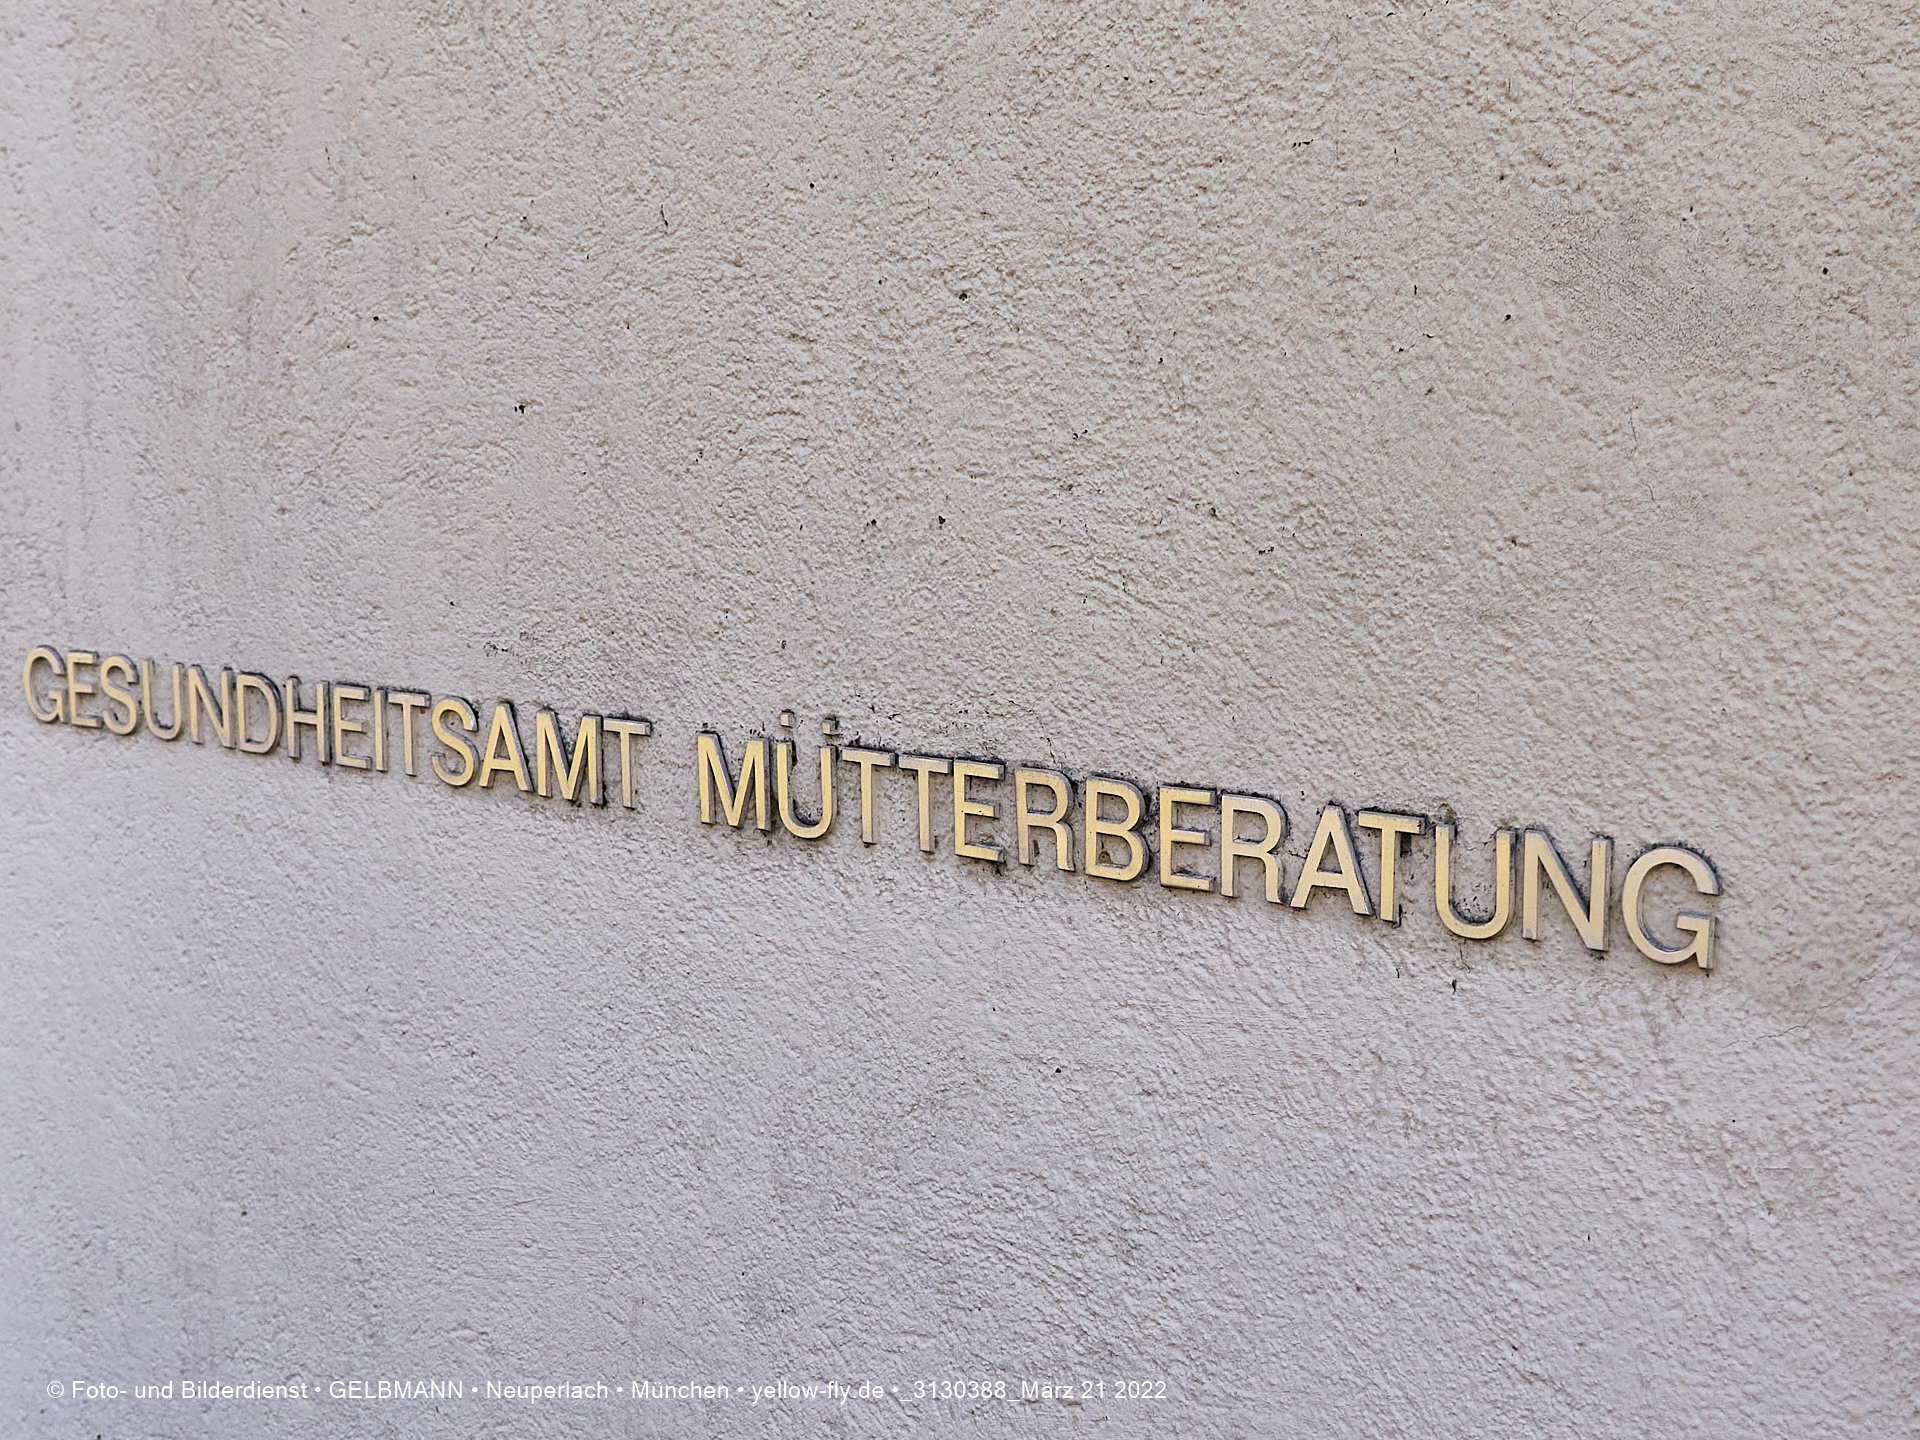 GESUNDHEITSAMT MÜTTERBERATUNG
© Foto- und Bilderdienst • GELBMANN • Neuperlach • München • yellow-fly.de •_3130388_März 21 2022